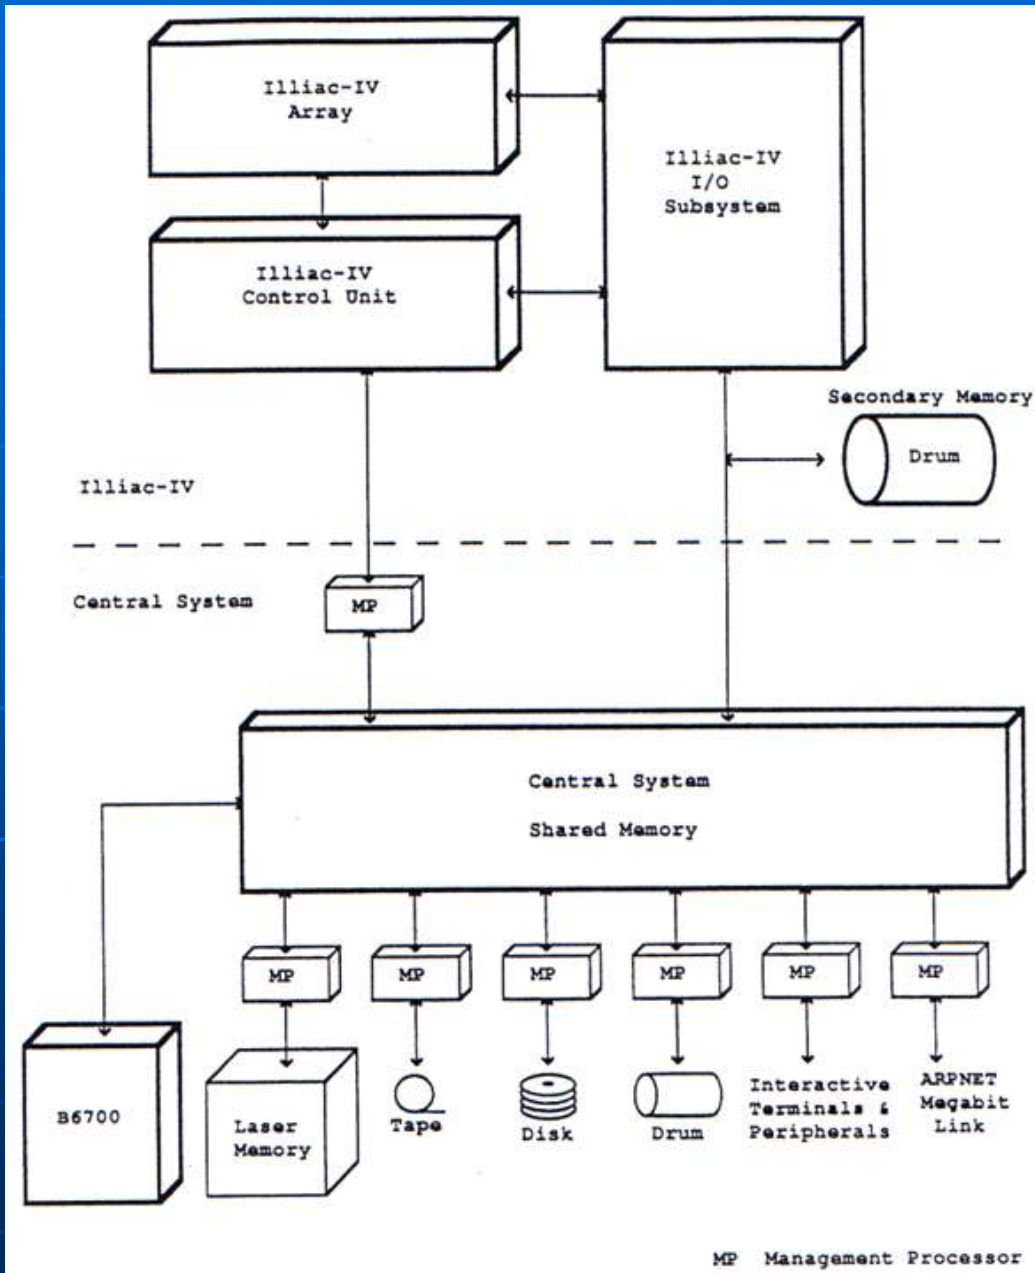 Illiac-IV
Array
Illiac-IV
I/O
Subsystem
Illiac-IV
Control Unit
Secondary Memory
Drum
Illiac-IV
Central System
MP
Central System
Shared Memory
MP
MP
MP
MP
MP
MP
B6700
Laser
Memory
Tape
Disk
Drum
Interactive
Terminals &
Peripherals
ARPNET
Megabit
Link
MP Management Processor